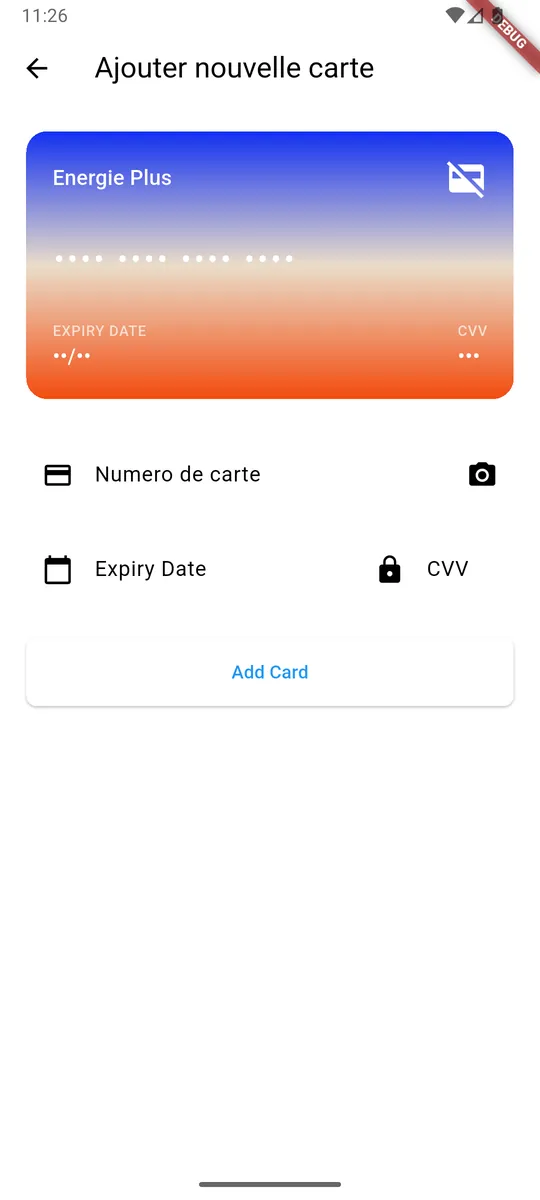 11:26
DEBUG
Ajouter nouvelle carte
Energie Plus
•••• •••• •••• ••••
EXPIRY DATE CVV
••/•• •••
Numero de carte
Expiry Date CVV
Add Card